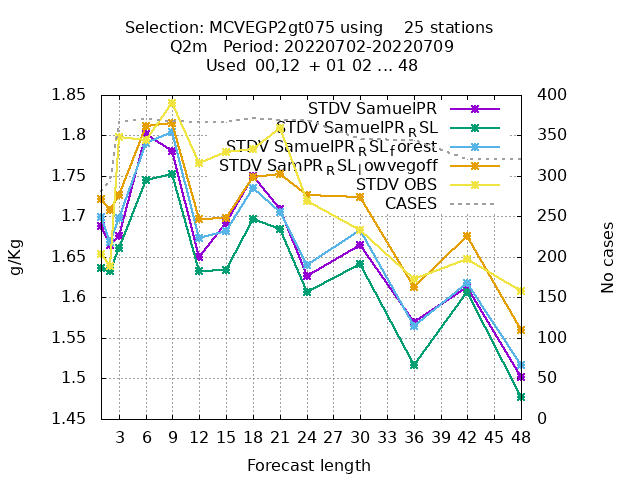 Selection: MCVEGP2gt075 using 25 stations
Q2m Period: 20220702-20220709
Used 00,12 + 01 02 ... 48
1.85
1.8
1.75
1.7
1.65
1.6
1.55
1.5
1.45
400
350
300
250
200
150
100
50
0
STDV SamuelPR
STDV SamuelPR_RSL
STDV SamuelPR_RSL_forest
STDV SamPR_RSL_lowvegoff
STDV OBS
CASES
g/Kg
No cases
3 6 9 12 15 18 21 24 27 30 33 36 39 42 45 48
Forecast length